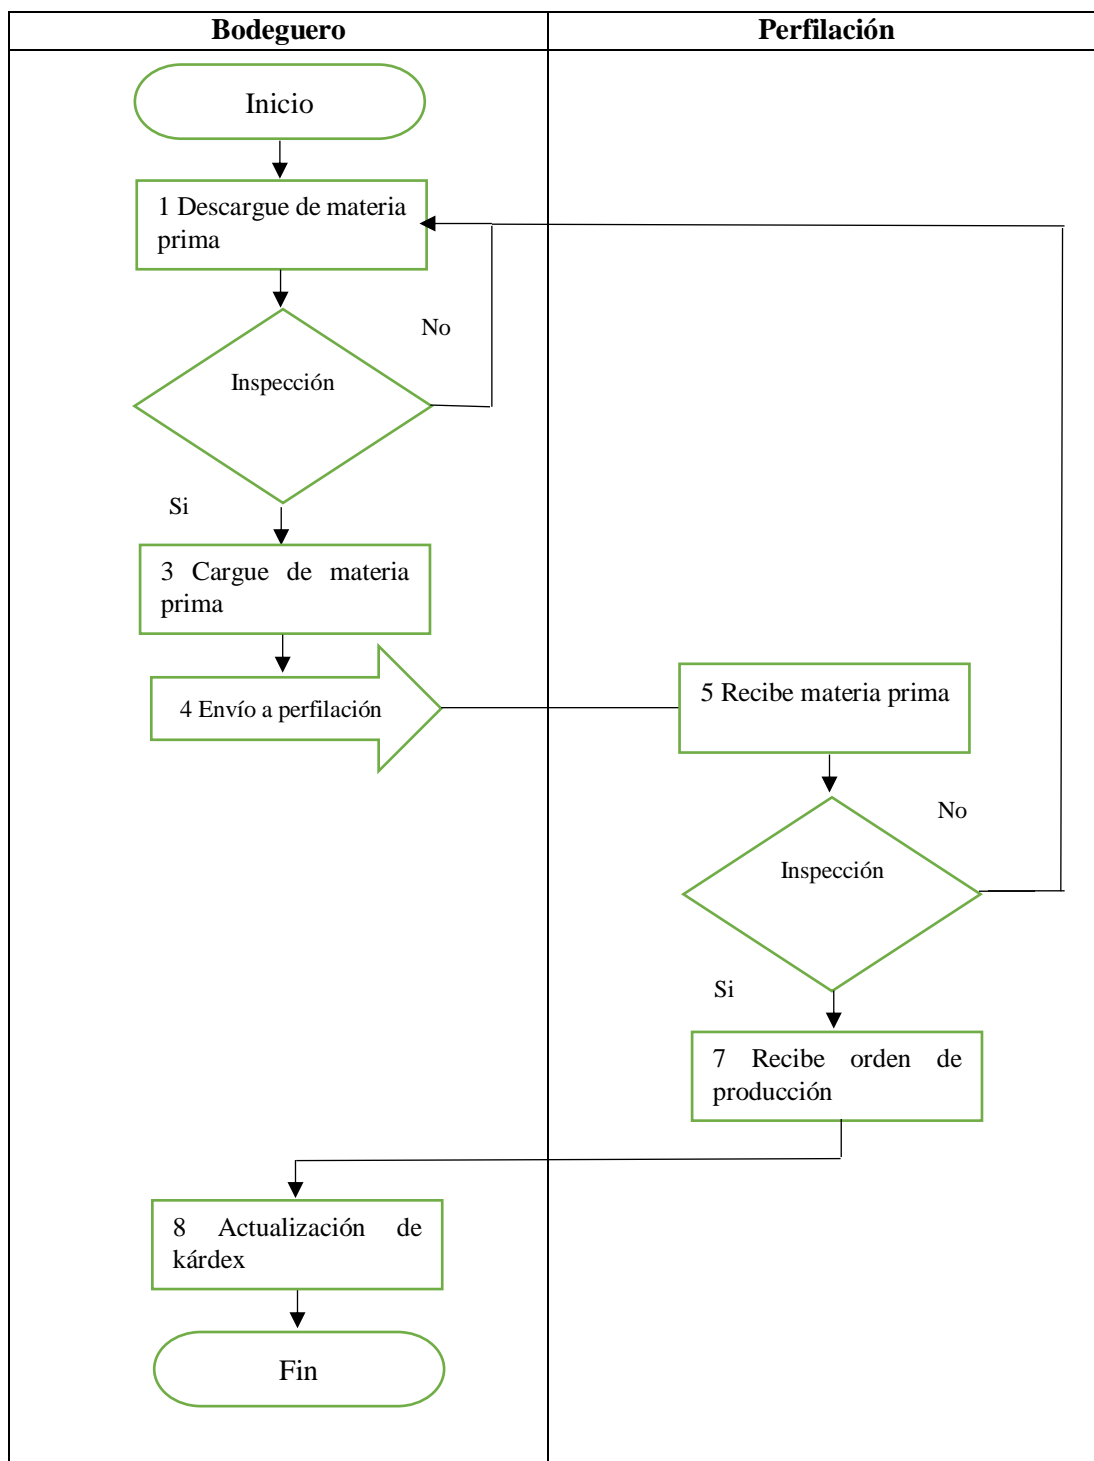 Bodeguero
Perfilación
Inicio
1 Descargue de materia
prima
No
Inspección
Si
3 Cargue de materia
prima
4 Envío a perfilación
5 Recibe materia prima
No
Inspección
Si
7 Recibe orden de
producción
8 Actualización de
kárdex
Fin